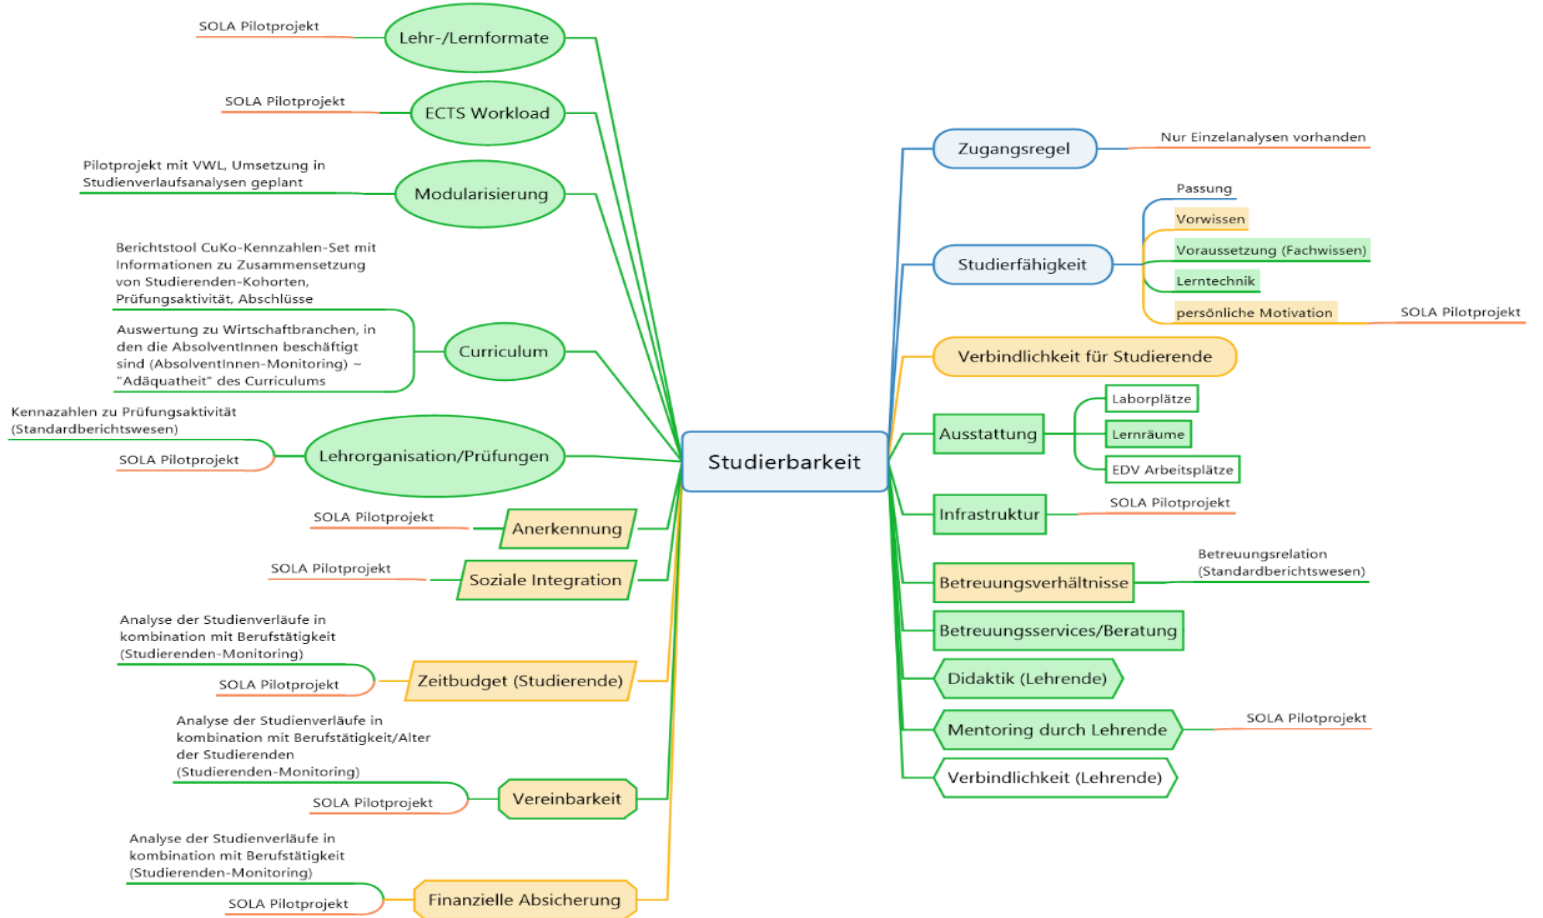 SOLA Pilotprojekt
Lehr-/Lernformate
SOLA Pilotprojekt
ECTS Workload
Pilotprojekt mit VWL, Umsetzung in
Studienverlaufsanalysen geplant
Modularisierung
Berichtstool CuKo-Kennzahlen-Set mit
Informationen zu Zusammensetzung
von Studierenden-Kohorten,
Prüfungsaktivität, Abschlüsse
Auswertung zu Wirtschaftbranchen, in
den die AbsolventInnen beschäftigt
sind (AbsolventInnen-Monitoring) ~
"Adäquatheit" des Curriculums
Curriculum
Kennazahlen zu Prüfungsaktivität
(Standardberichtswesen)
SOLA Pilotprojekt
Lehrorganisation/Prüfungen
SOLA Pilotprojekt
Anerkennung
SOLA Pilotprojekt
Soziale Integration
Analyse der Studienverläufe in
kombination mit Berufstätigkeit
(Studierenden-Monitoring)
SOLA Pilotprojekt
Zeitbudget (Studierende)
Analyse der Studienverläufe in
kombination mit Berufstätigkeit/Alter
der Studierenden
(Studierenden-Monitoring)
SOLA Pilotprojekt
Vereinbarkeit
Analyse der Studienverläufe in
kombination mit Berufstätigkeit
(Studierenden-Monitoring)
SOLA Pilotprojekt
Finanzielle Absicherung
Studierbarkeit
Zugangsregel
Nur Einzelanalysen vorhanden
Studierfähigkeit
Passung
Vorwissen
Voraussetzung (Fachwissen)
Lerntechnik
persönliche Motivation
SOLA Pilotprojekt
Verbindlichkeit für Studierende
Ausstattung
Laborplätze
Lernräume
EDV Arbeitsplätze
Infrastruktur
SOLA Pilotprojekt
Betreuungsverhältnisse
Betreuungsrelation
(Standardberichtswesen)
Betreuungsservices/Beratung
Didaktik (Lehrende)
Mentoring durch Lehrende
SOLA Pilotprojekt
Verbindlichkeit (Lehrende)